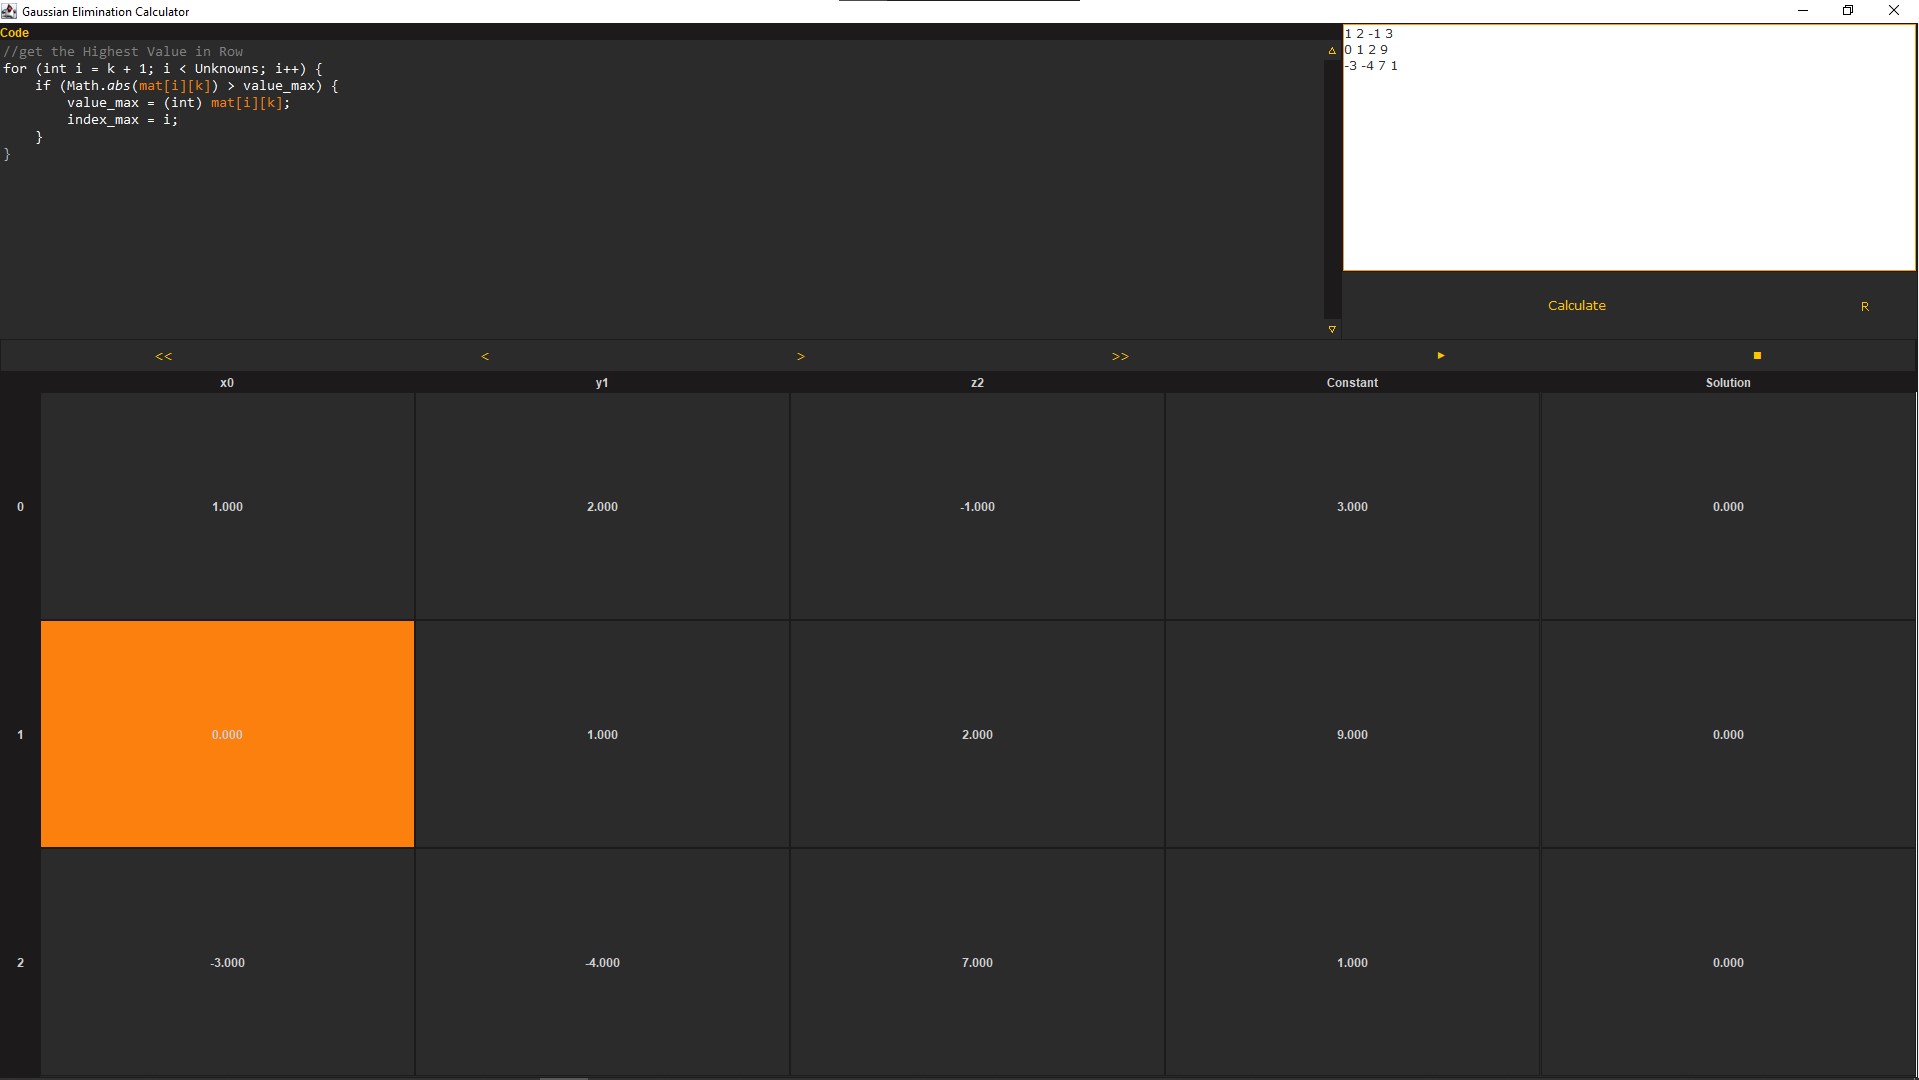 Gaussian Elimination Calculator
Code
//get the Highest Value in Row
for (int i = k + 1; i < Unknowns; i++) {
    if (Math.abs(mat[i][k]) > value_max) {
        value_max = (int) mat[i][k];
        index_max = i;
    }
}
1 2 -1 3
0 1 2 9
-3 -4 7 1
Calculate R
<< < > >>
x0 y1 z2 Constant Solution
0 1.000 2.000 -1.000 3.000 0.000
1 0.000 1.000 2.000 9.000 0.000
2 -3.000 -4.000 7.000 1.000 0.000